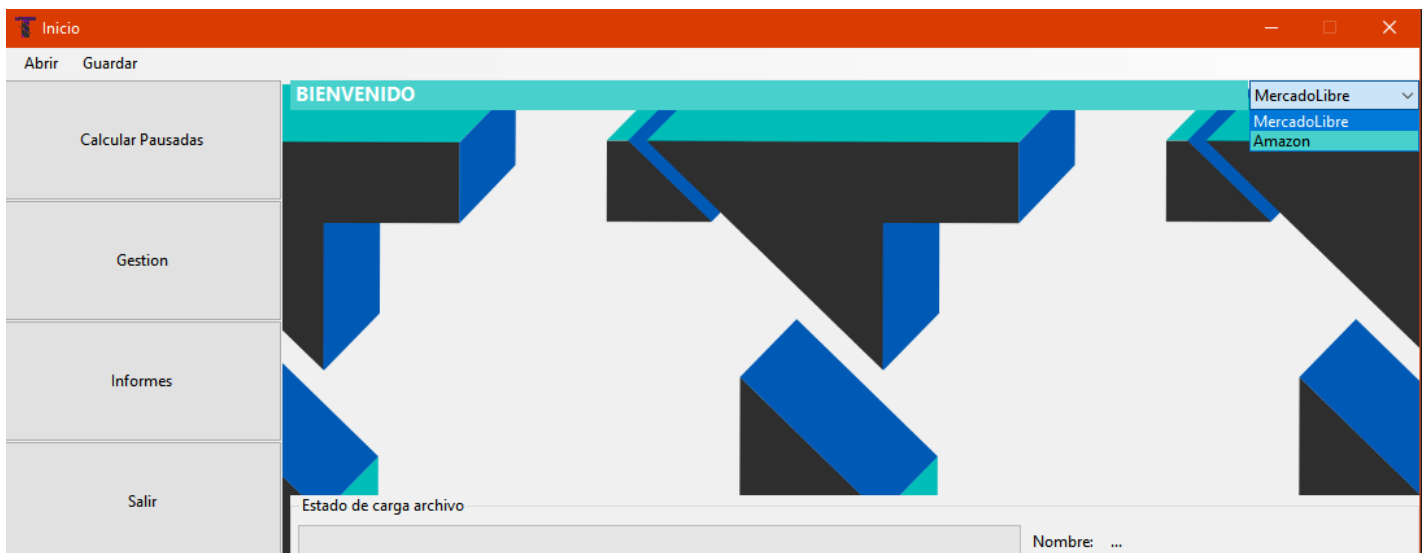 Inicio
Abrir Guardar
BIENVENIDO
MercadoLibre
MercadoLibre
Amazon
Calcular Pausadas
Gestion
Informes
Salir
Estado de carga archivo
Nombre: ...